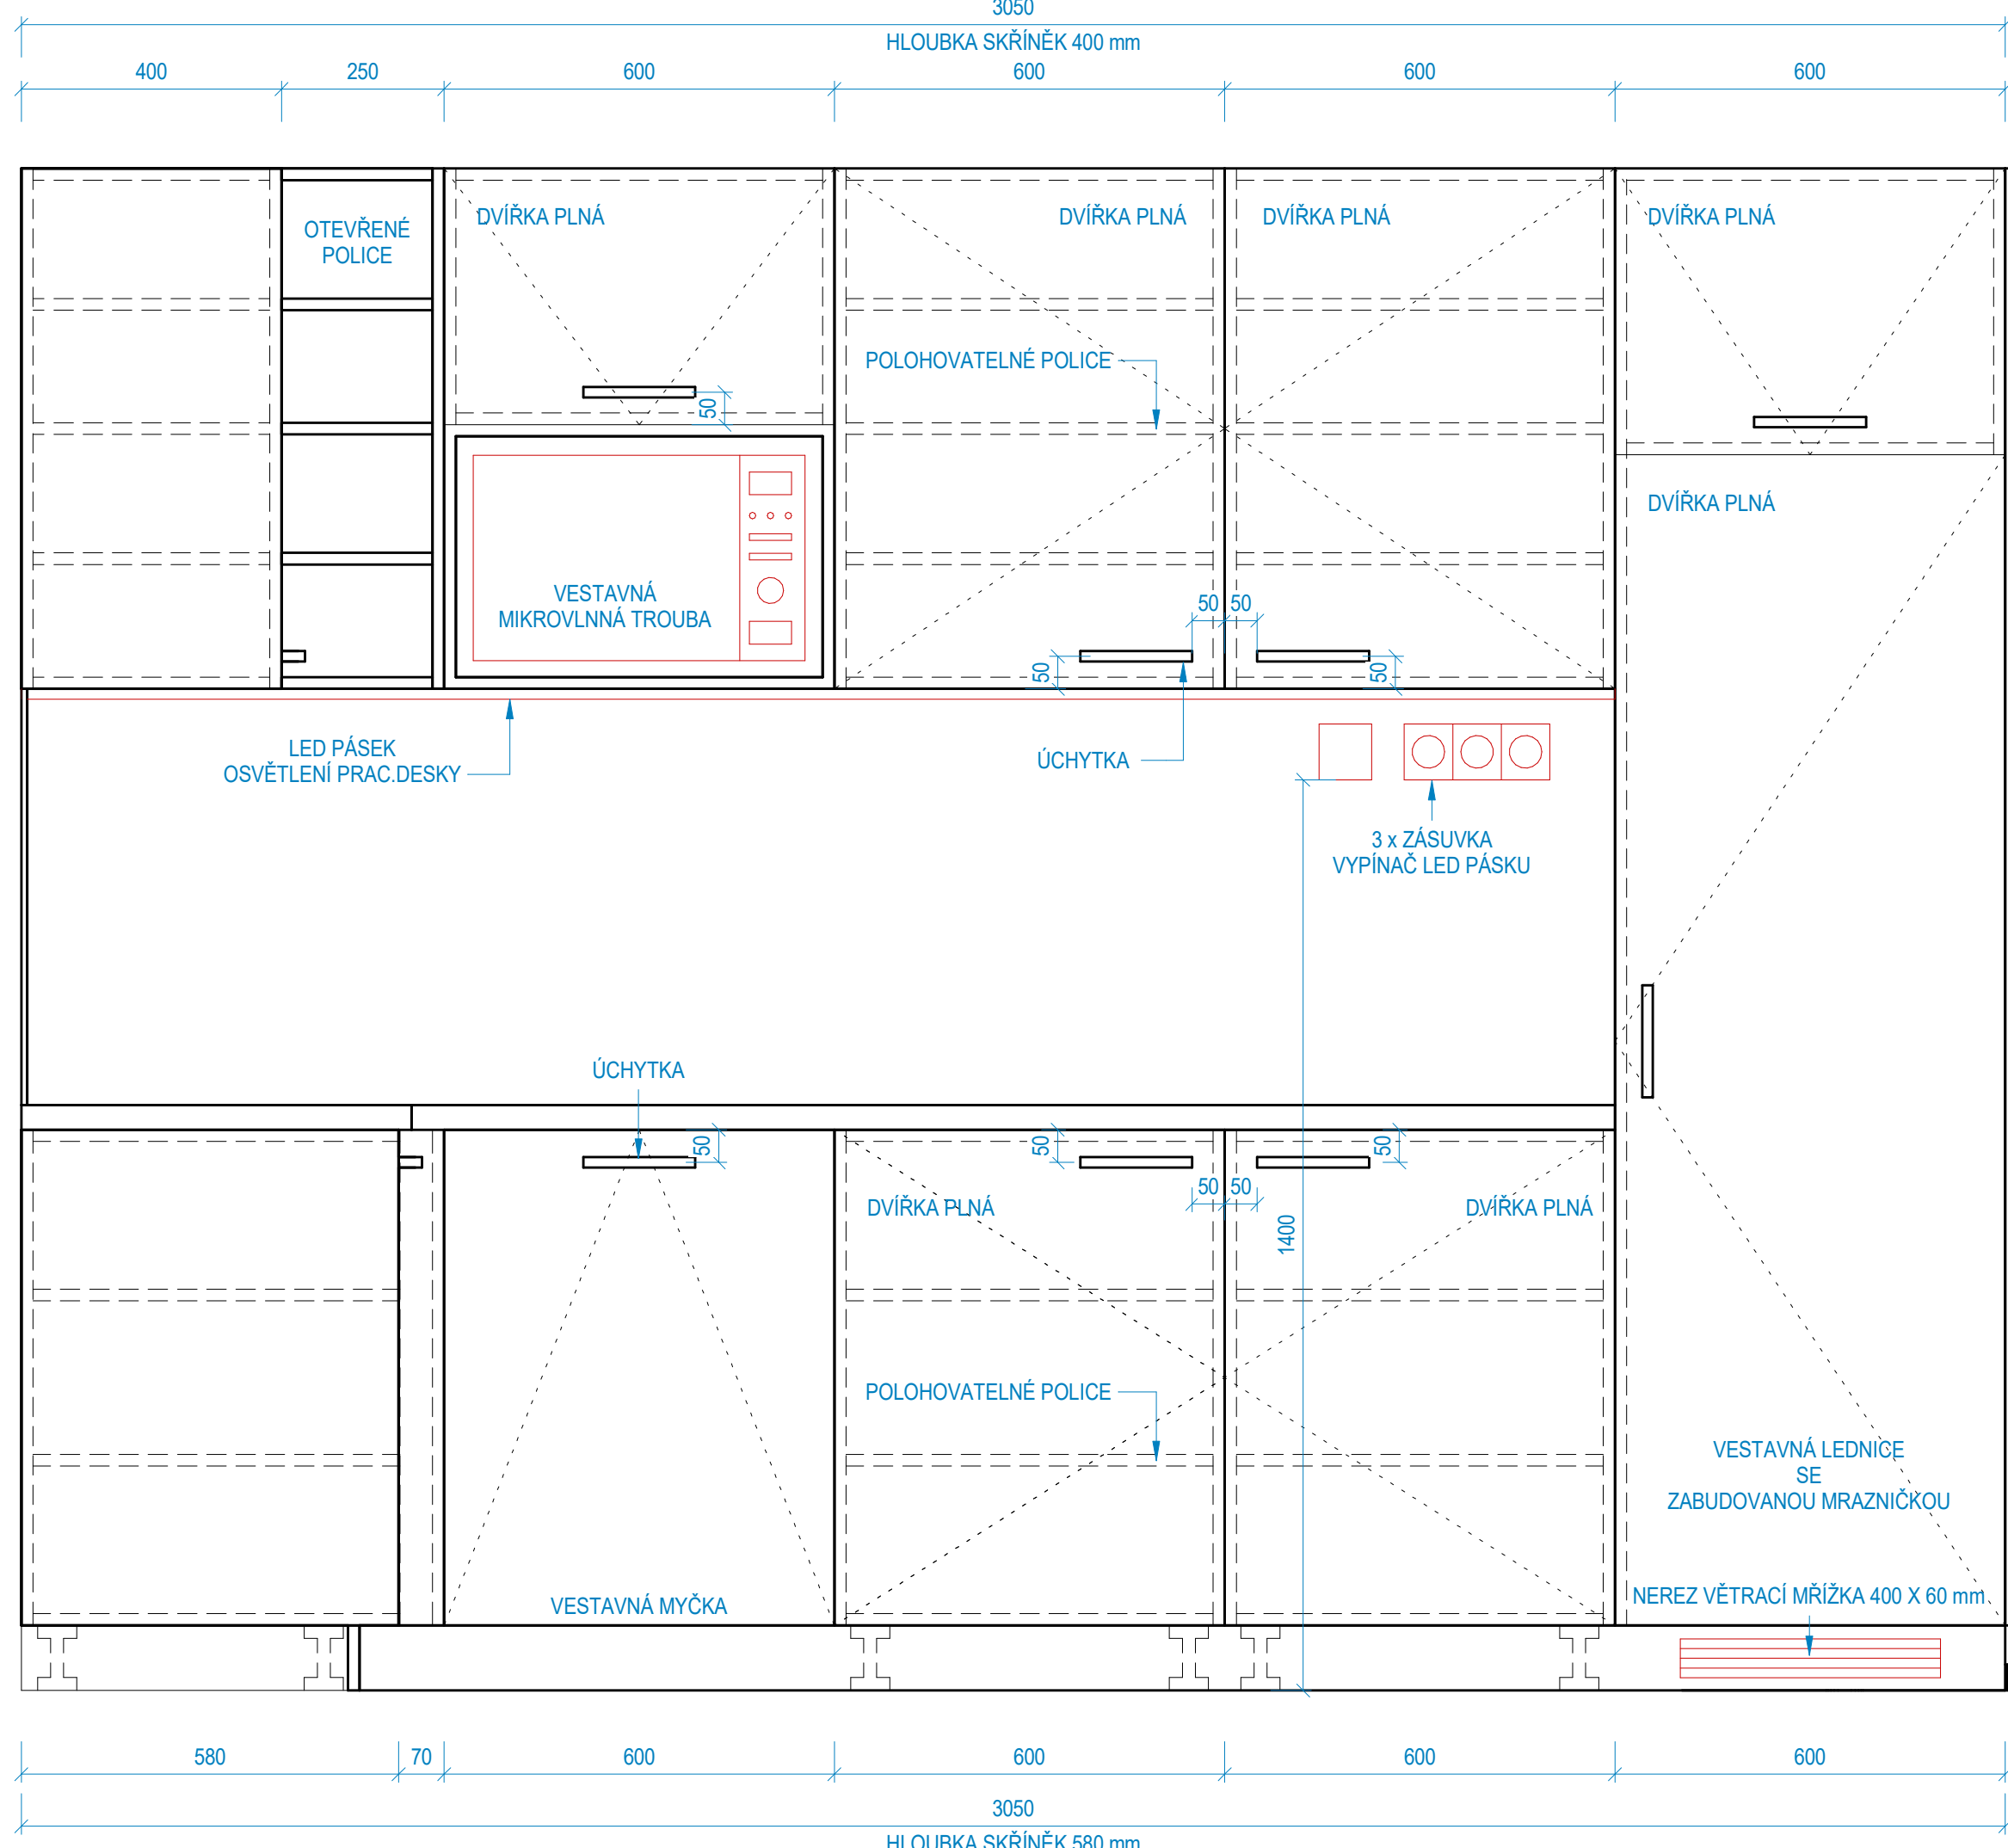 3050
HLOUBKA SKŘÍNĚK 400 mm
400 250 600 600 600 600
OTEVŘENÉ
POLICE
DVÍŘKA PLNÁ
DVÍŘKA PLNÁ
DVÍŘKA PLNÁ
DVÍŘKA PLNÁ
POLOHOVATELNÉ POLICE
50
DVÍŘKA PLNÁ
VESTAVNÁ
MIKROVLNNÁ TROUBA
50 50
50
50
LED PÁSEK
OSVĚTLENÍ PRAC.DESKY
ÚCHYTKA
3 x ZÁSUVKA
VYPÍNAČ LED PÁSKU
ÚCHYTKA
50
50
50
50 50
DVÍŘKA PLNÁ
DVÍŘKA PLNÁ
1400
POLOHOVATELNÉ POLICE
VESTAVNÁ LEDNICE
SE
ZABUDOVANOU MRAZNIČKOU
VESTAVNÁ MYČKA
NEREZ VĚTRACÍ MŘÍŽKA 400 X 60 mm
580 70 600 600 600 600
3050
HLOUBKA SKŘÍNĚK 580 mm